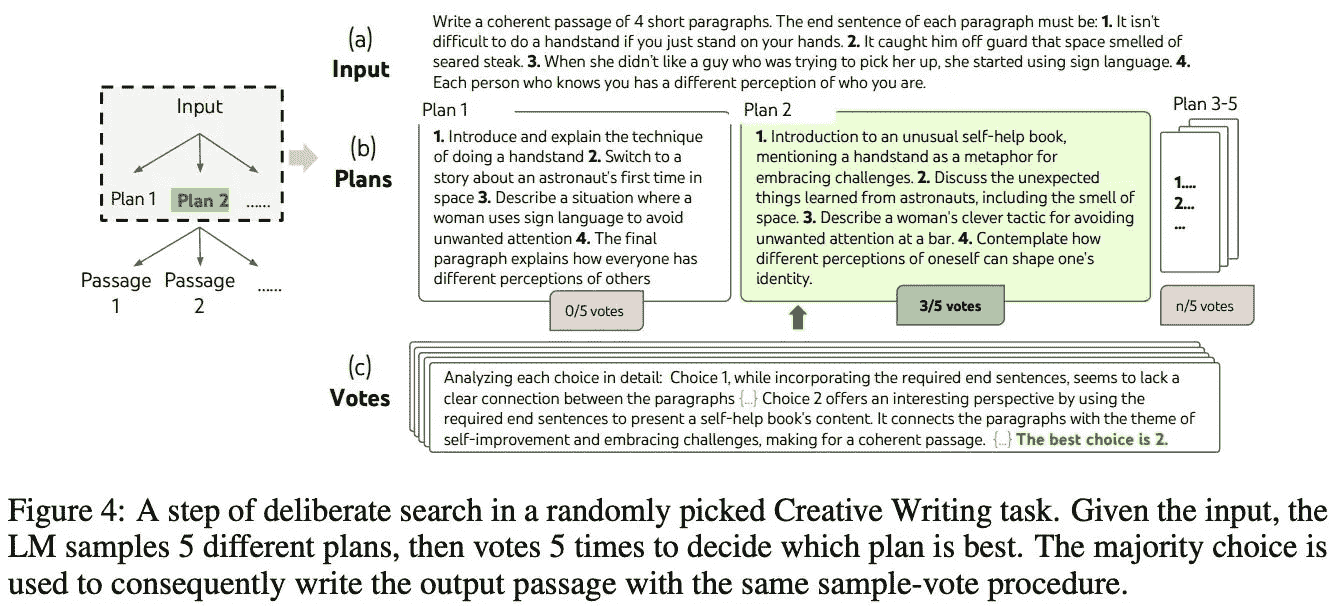 (a)
Input
Write a coherent passage of 4 short paragraphs. The end sentence of each paragraph must be: 1. It isn't
difficult to do a handstand if you just stand on your hands. 2. It caught him off guard that space smelled of
seared steak. 3. When she didn't like a guy who was trying to pick her up, she started using sign language. 4.
Each person who knows you has a different perception of who you are.
Input
Plan 1
Plan 2
......
Passage
1
Passage
2
......
(b)
Plans
Plan 1
1. Introduce and explain the technique
of doing a handstand 2. Switch to a
story about an astronaut's first time in
space 3. Describe a situation where a
woman uses sign language to avoid
unwanted attention 4. The final
paragraph explains how everyone has
different perceptions of others
0/5 votes
Plan 2
1. Introduction to an unusual self-help book,
mentioning a handstand as a metaphor for
embracing challenges. 2. Discuss the unexpected
things learned from astronauts, including the smell of
space. 3. Describe a woman's clever tactic for avoiding
unwanted attention at a bar. 4. Contemplate how
different perceptions of oneself can shape one's
identity.
3/5 votes
Plan 3-5
1....
2...
...
n/5 votes
(c)
Votes
Analyzing each choice in detail: Choice 1, while incorporating the required end sentences, seems to lack a
clear connection between the paragraphs {...} Choice 2 offers an interesting perspective by using the
required end sentences to present a self-help book's content. It connects the paragraphs with the theme of
self-improvement and embracing challenges, making for a coherent passage. {...} The best choice is 2.
Figure 4: A step of deliberate search in a randomly picked Creative Writing task. Given the input, the
LM samples 5 different plans, then votes 5 times to decide which plan is best. The majority choice is
used to consequently write the output passage with the same sample-vote procedure.